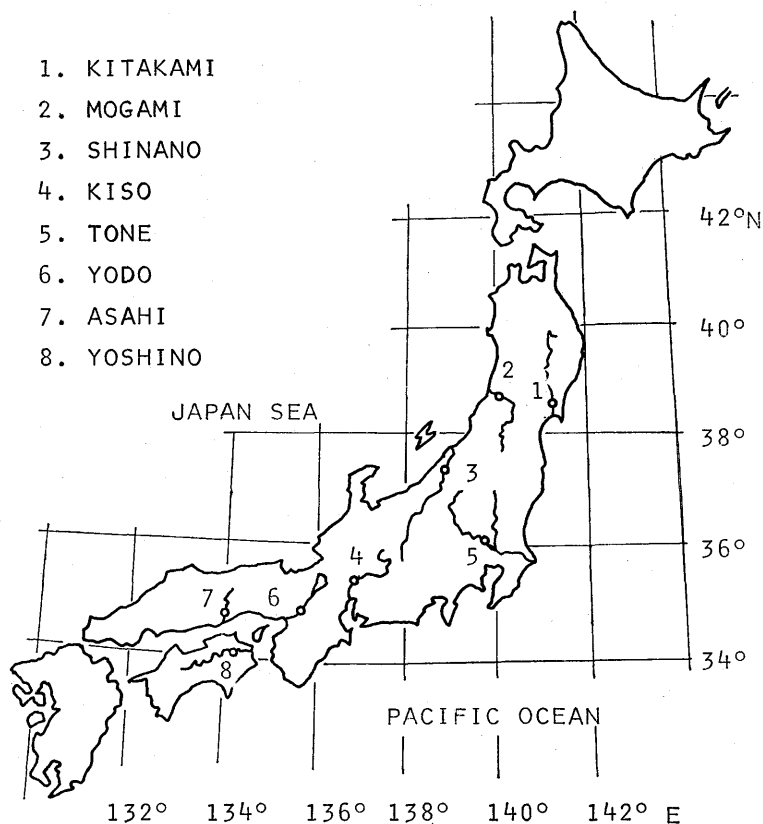 1. KITAKAMI
2. MOGAMI
3. SHINANO
4. KISO
5. TONE
6. YODO
7. ASAHI
8. YOSHINO
42°N
40°
2
1
JAPAN SEA
38°
3
36°
4
5
7
6
34°
8
PACIFIC OCEAN
132° 134° 136° 138° 140° 142° E